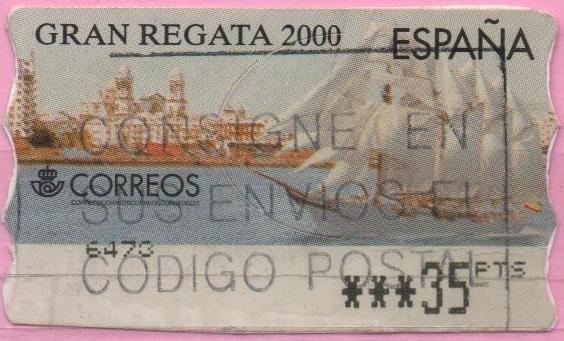 GRAN REGATA 2000
ESPAÑA
CONSIGNE EN
CORREOS
SUS ENVIOS EL
6473
CODIGO POSTAL
***35 PTS